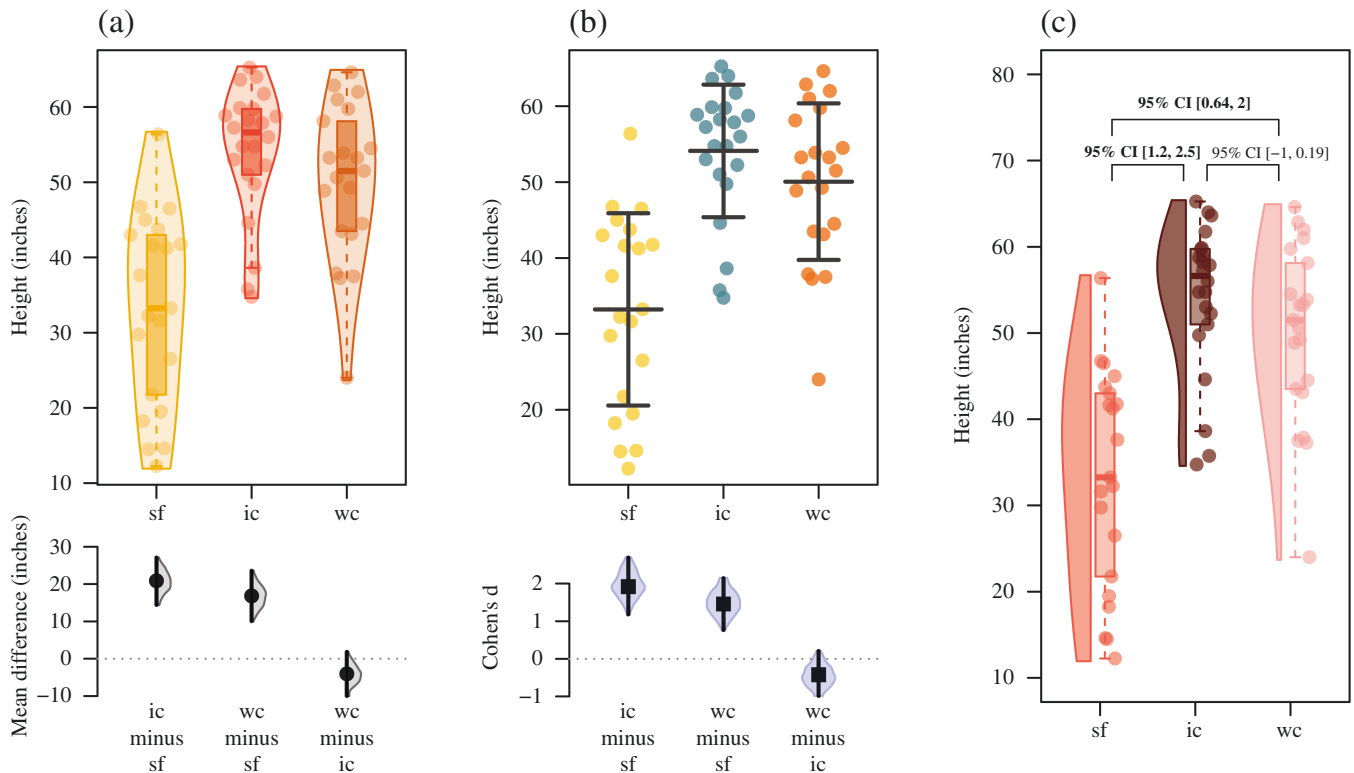 (a)
Height (inches)
60
50
40
30
20
10
sf
ic
wc
Mean difference (inches)
30
20
10
0
−10
ic
minus
sf
wc
minus
sf
wc
minus
ic
(b)
Height (inches)
60
50
40
30
20
sf
ic
wc
Cohen's d
2
1
0
−1
ic
minus
sf
wc
minus
sf
wc
minus
ic
(c)
Height (inches)
80
70
60
50
40
30
20
10
95% CI [0.64, 2]
95% CI [1.2, 2.5]
95% CI [−1, 0.19]
sf
ic
wc